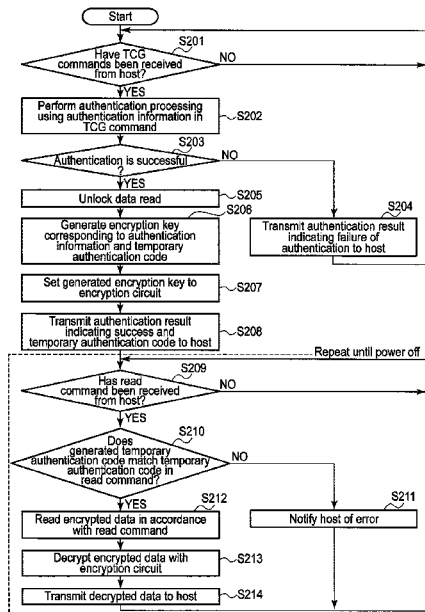 Start
S201
Have TCG
commands been received
from host?
NO
YES
Perform authentication processing
using authentication information in
TCG command
S202
S203
Authentication is successful
?
NO
YES
Unlock data read
S205
S206
Generate encryption key
corresponding to authentication
information and temporary
authentication code
S204
Transmit authentication result
indicating failure of
authentication to host
Set generated encryption key to
encryption circuit
S207
Transmit authentication result
indicating success and
temporary authentication code to host
S208
Repeat until power off
S209
Has read
command been received
from host?
NO
YES
S210
Does
generated temporary
authentication code match temporary
authentication code in
read command?
NO
YES
S212
Read encrypted data in accordance
with read command
S211
Notify host of error
Decrypt encrypted data with
encryption circuit
S213
Transmit decrypted data to host
S214